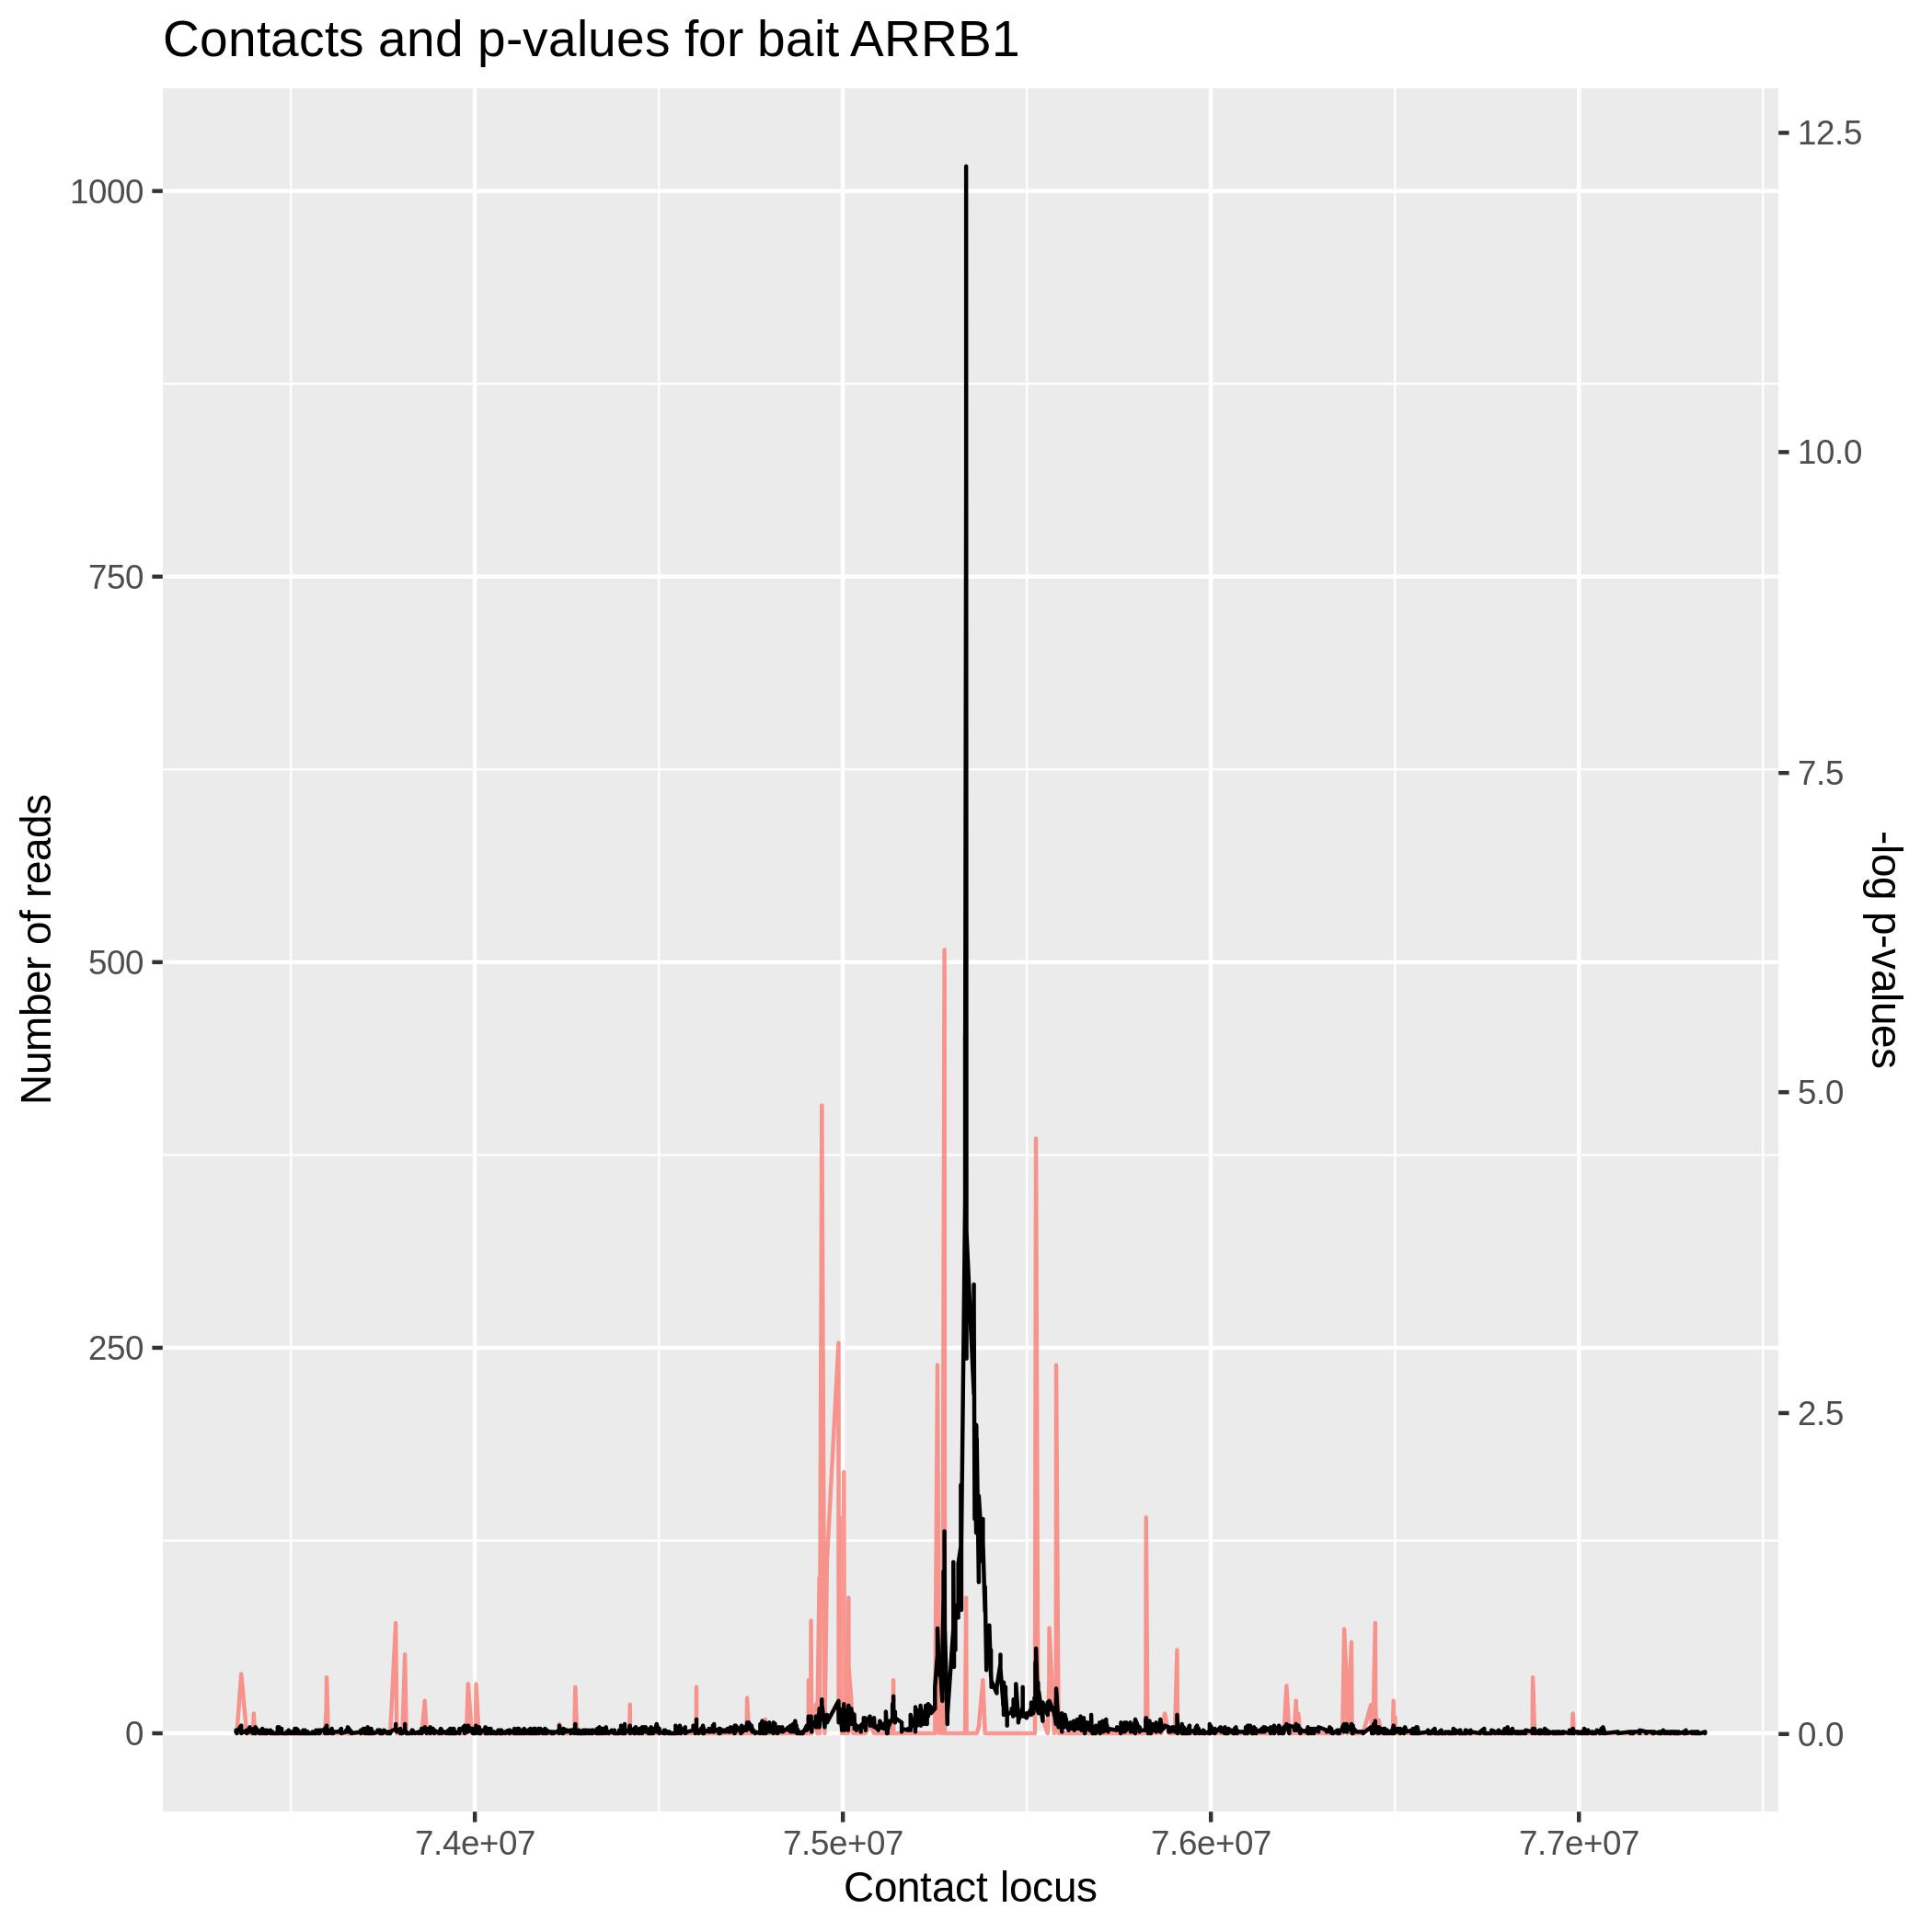 Contacts and p-values for bait ARRB1
1000
750
500
250
0
Number of reads
12.5
10.0
7.5
5.0
2.5
0.0
-log p-values
7.4e+07
7.5e+07
7.6e+07
7.7e+07
Contact locus